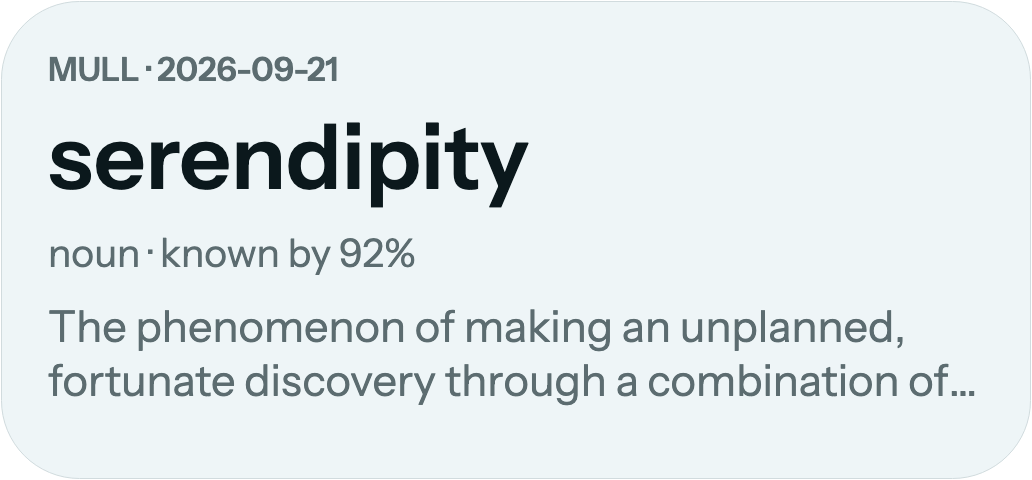 MULL · 2026-09-21
serendipity
noun · known by 92%
The phenomenon of making an unplanned,
fortunate discovery through a combination of...